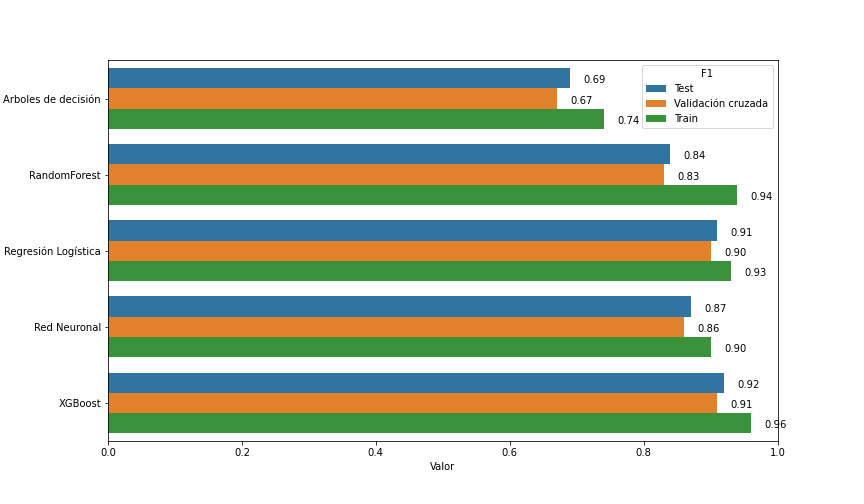 F1
Test
Validación cruzada
Train
Arboles de decisión
0.69
0.67
0.74
RandomForest
0.84
0.83
0.94
Regresión Logística
0.91
0.90
0.93
Red Neuronal
0.87
0.86
0.90
XGBoost
0.92
0.91
0.96
0.0 0.2 0.4 0.6 0.8 1.0
Valor